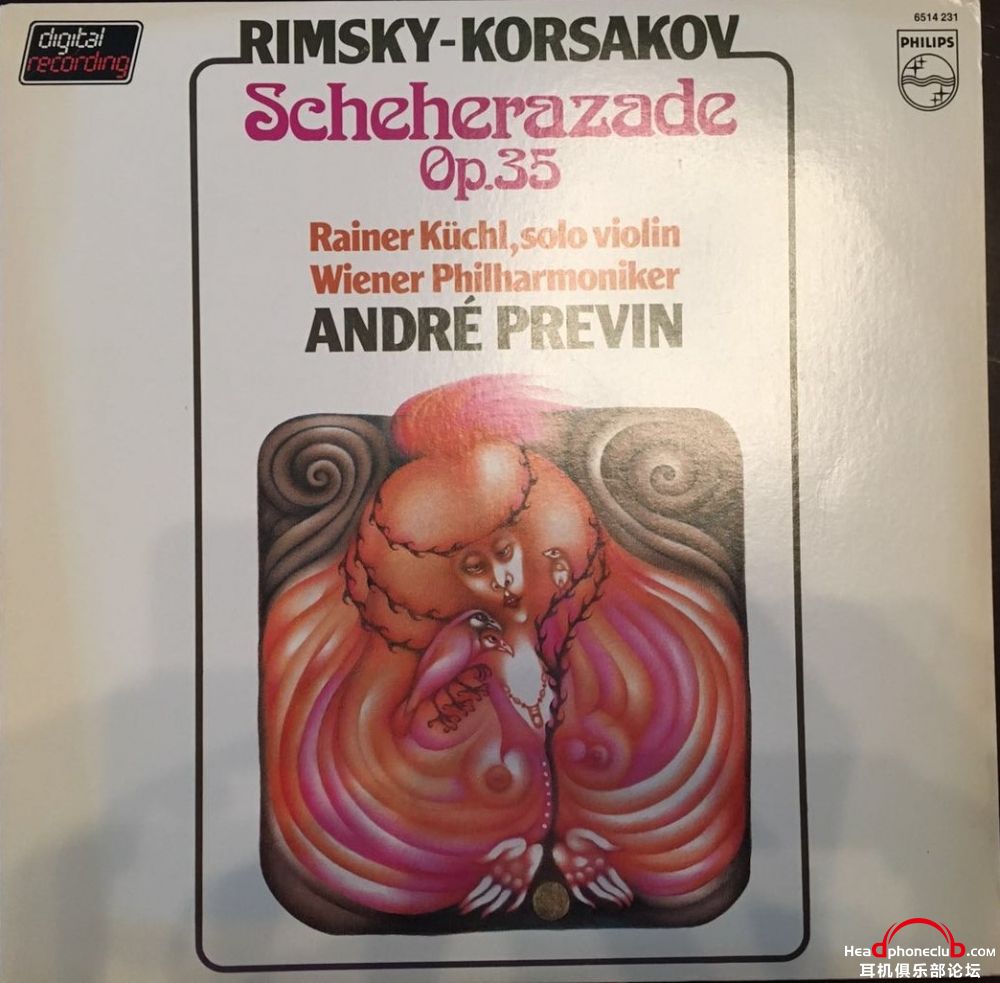 digital
recording
RIMSKY-KORSAKOV
6514 231
PHILIPS
Scheherazade
Op.35
Rainer Küchl, solo violin
Wiener Philharmoniker
ANDRÉ PREVIN
Headphoneclub.com
耳机俱乐部论坛